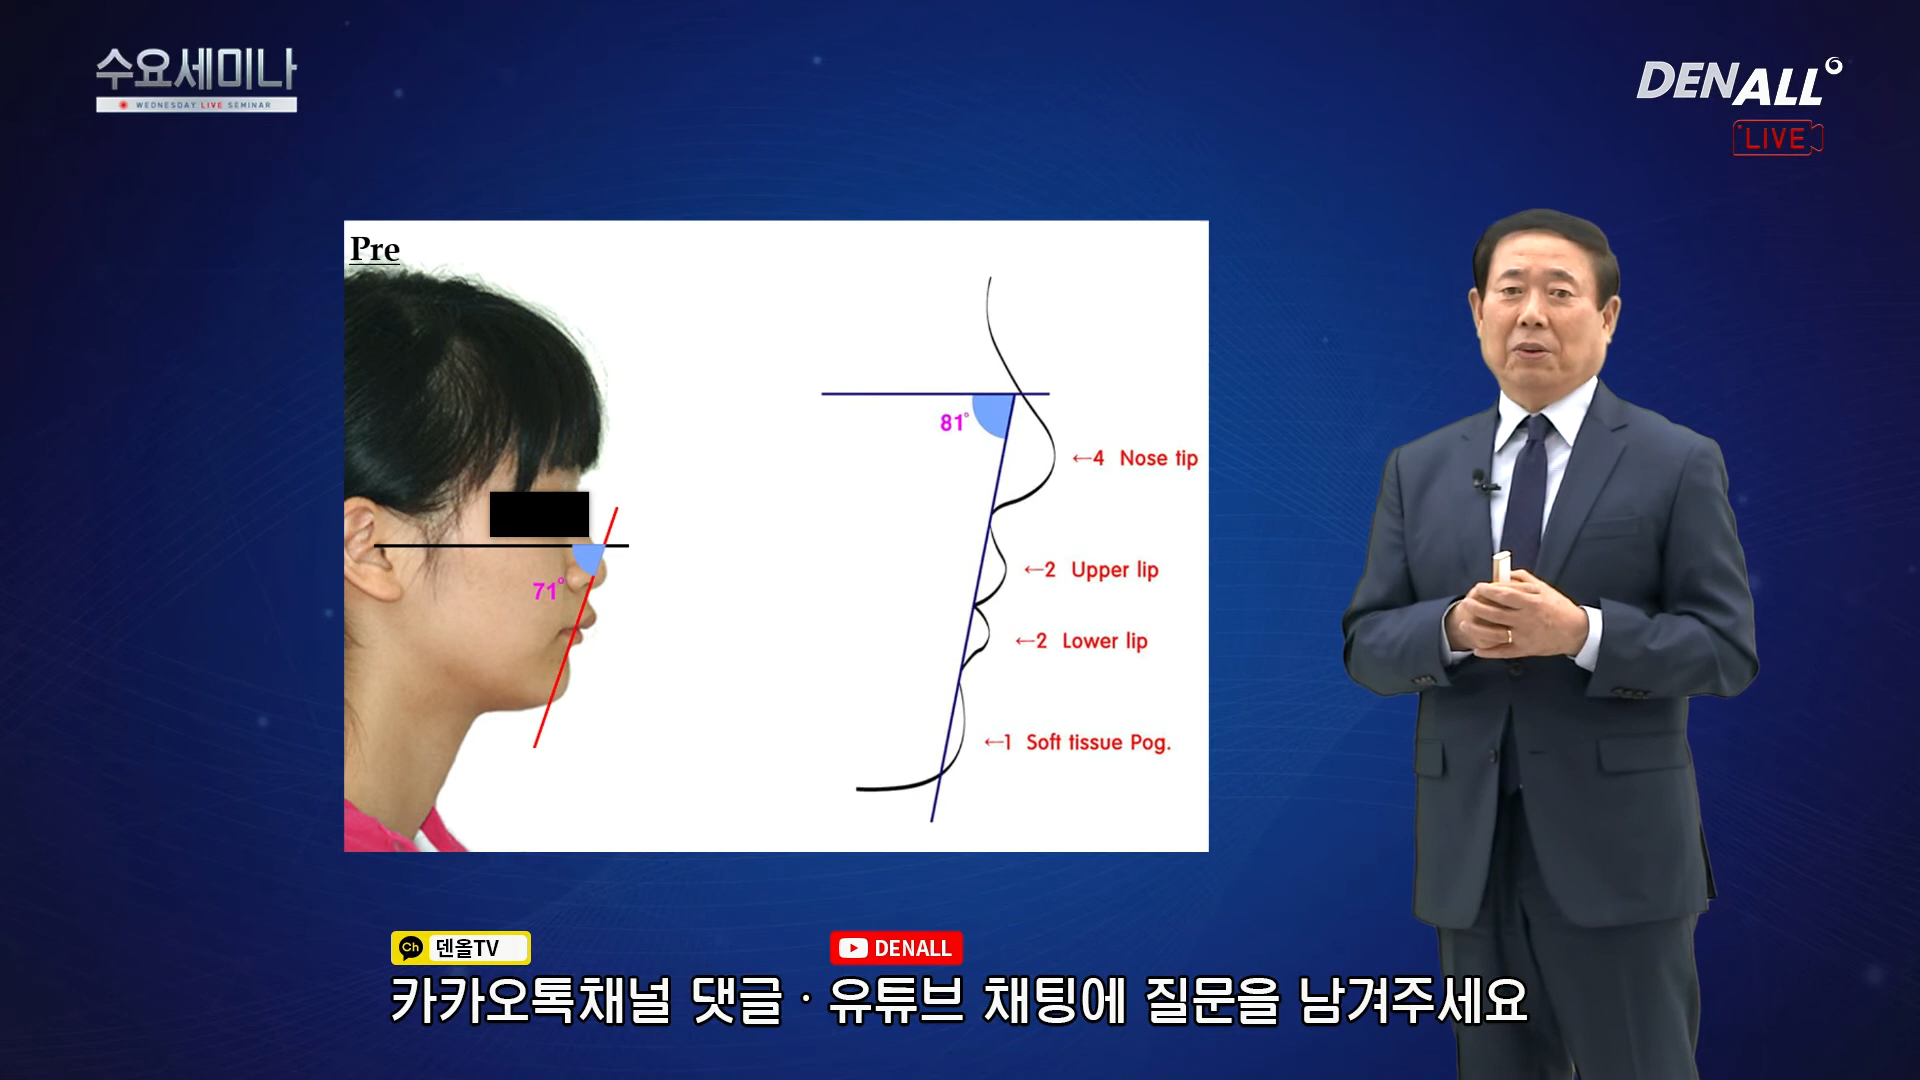 수요세미나
WEDNESDAY LIVE SEMINAR
DENALL
LIVE
Pre
81°
←4 Nose tip
71°
←2 Upper lip
←2 Lower lip
←1 Soft tissue Pog.
Ch 덴올TV
DENALL
카카오톡채널 댓글 · 유튜브 채팅에 질문을 남겨주세요